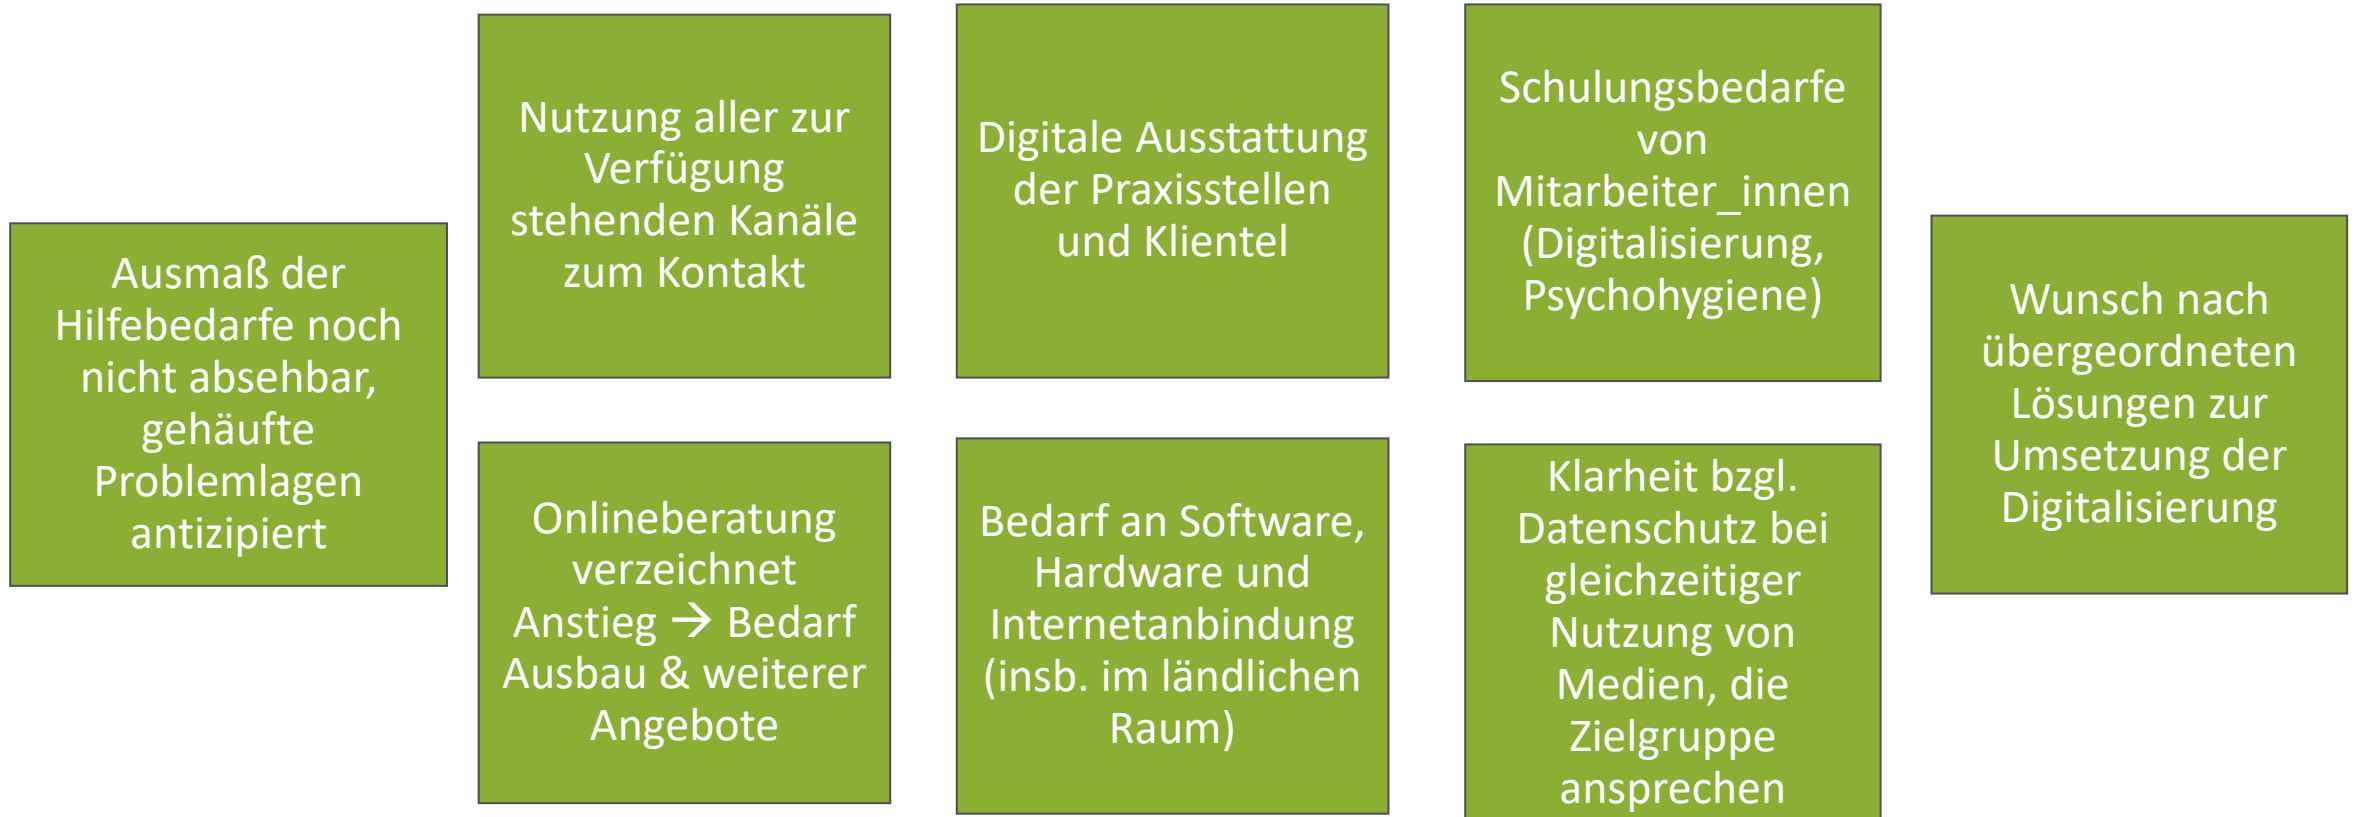 Ausmaß der
Hilfebedarfe noch
nicht absehbar,
gehäufte
Problemlagen
antizipiert
Nutzung aller zur
Verfügung
stehenden Kanäle
zum Kontakt
Onlineberatung
verzeichnet
Anstieg → Bedarf
Ausbau & weiterer
Angebote
Digitale Ausstattung
der Praxisstellen
und Klientel
Bedarf an Software,
Hardware und
Internetanbindung
(insb. im ländlichen
Raum)
Schulungsbedarfe
von
Mitarbeiter_innen
(Digitalisierung,
Psychohygiene)
Klarheit bzgl.
Datenschutz bei
gleichzeitiger
Nutzung von
Medien, die
Zielgruppe
ansprechen
Wunsch nach
übergeordneten
Lösungen zur
Umsetzung der
Digitalisierung